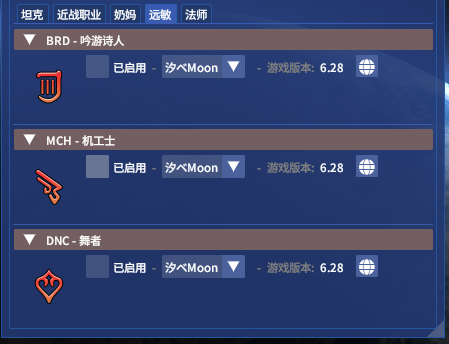 坦克 近战职业 奶妈 远敏 法师
BRD - 吟游诗人
已启用 - 汐べMoon - 游戏版本: 6.28
MCH - 机工士
已启用 - 汐べMoon - 游戏版本: 6.28
DNC - 舞者
已启用 - 汐べMoon - 游戏版本: 6.28